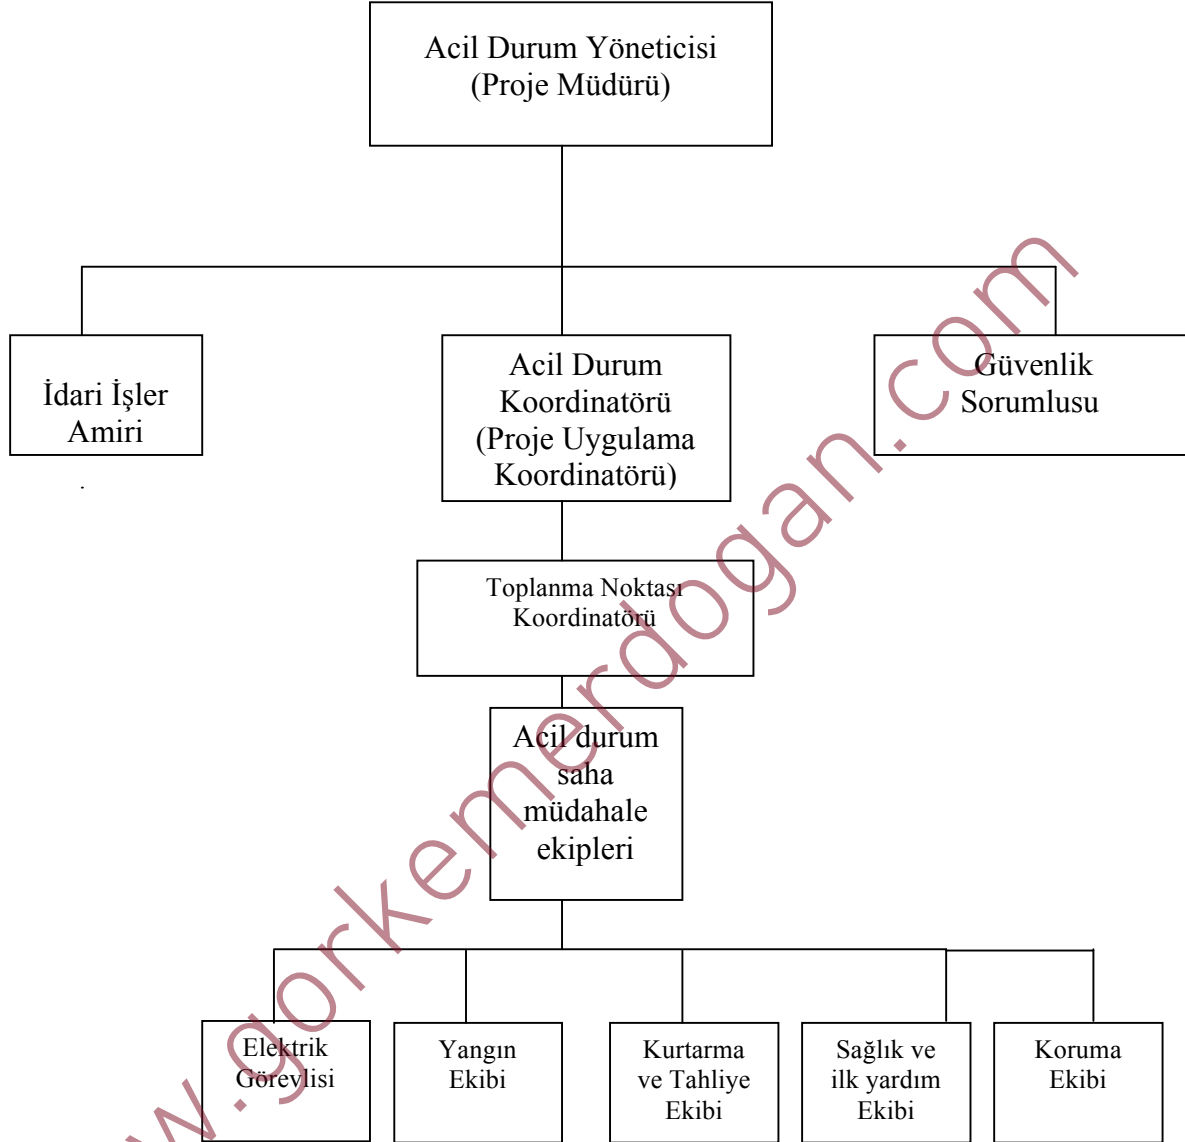 Acil Durum Yöneticisi
(Proje Müdürü)
İdari İşler
Amiri
.
Acil Durum
Koordinatörü
(Proje Uygulama
Koordinatörü)
Güvenlik
Sorumlusu
Toplanma Noktası
Koordinatörü
Acil durum
saha
müdahale
ekipleri
Elektrik
Görevlisi
Yangın
Ekibi
Kurtarma
ve Tahliye
Ekibi
Sağlık ve
ilk yardım
Ekibi
Koruma
Ekibi
w.gorkemerdogan.com